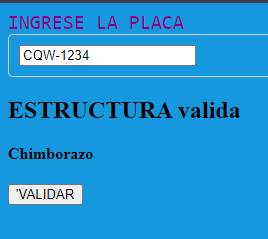 INGRESE LA PLACA
CQW-1234
ESTRUCTURA valida
Chimborazo
'VALIDAR